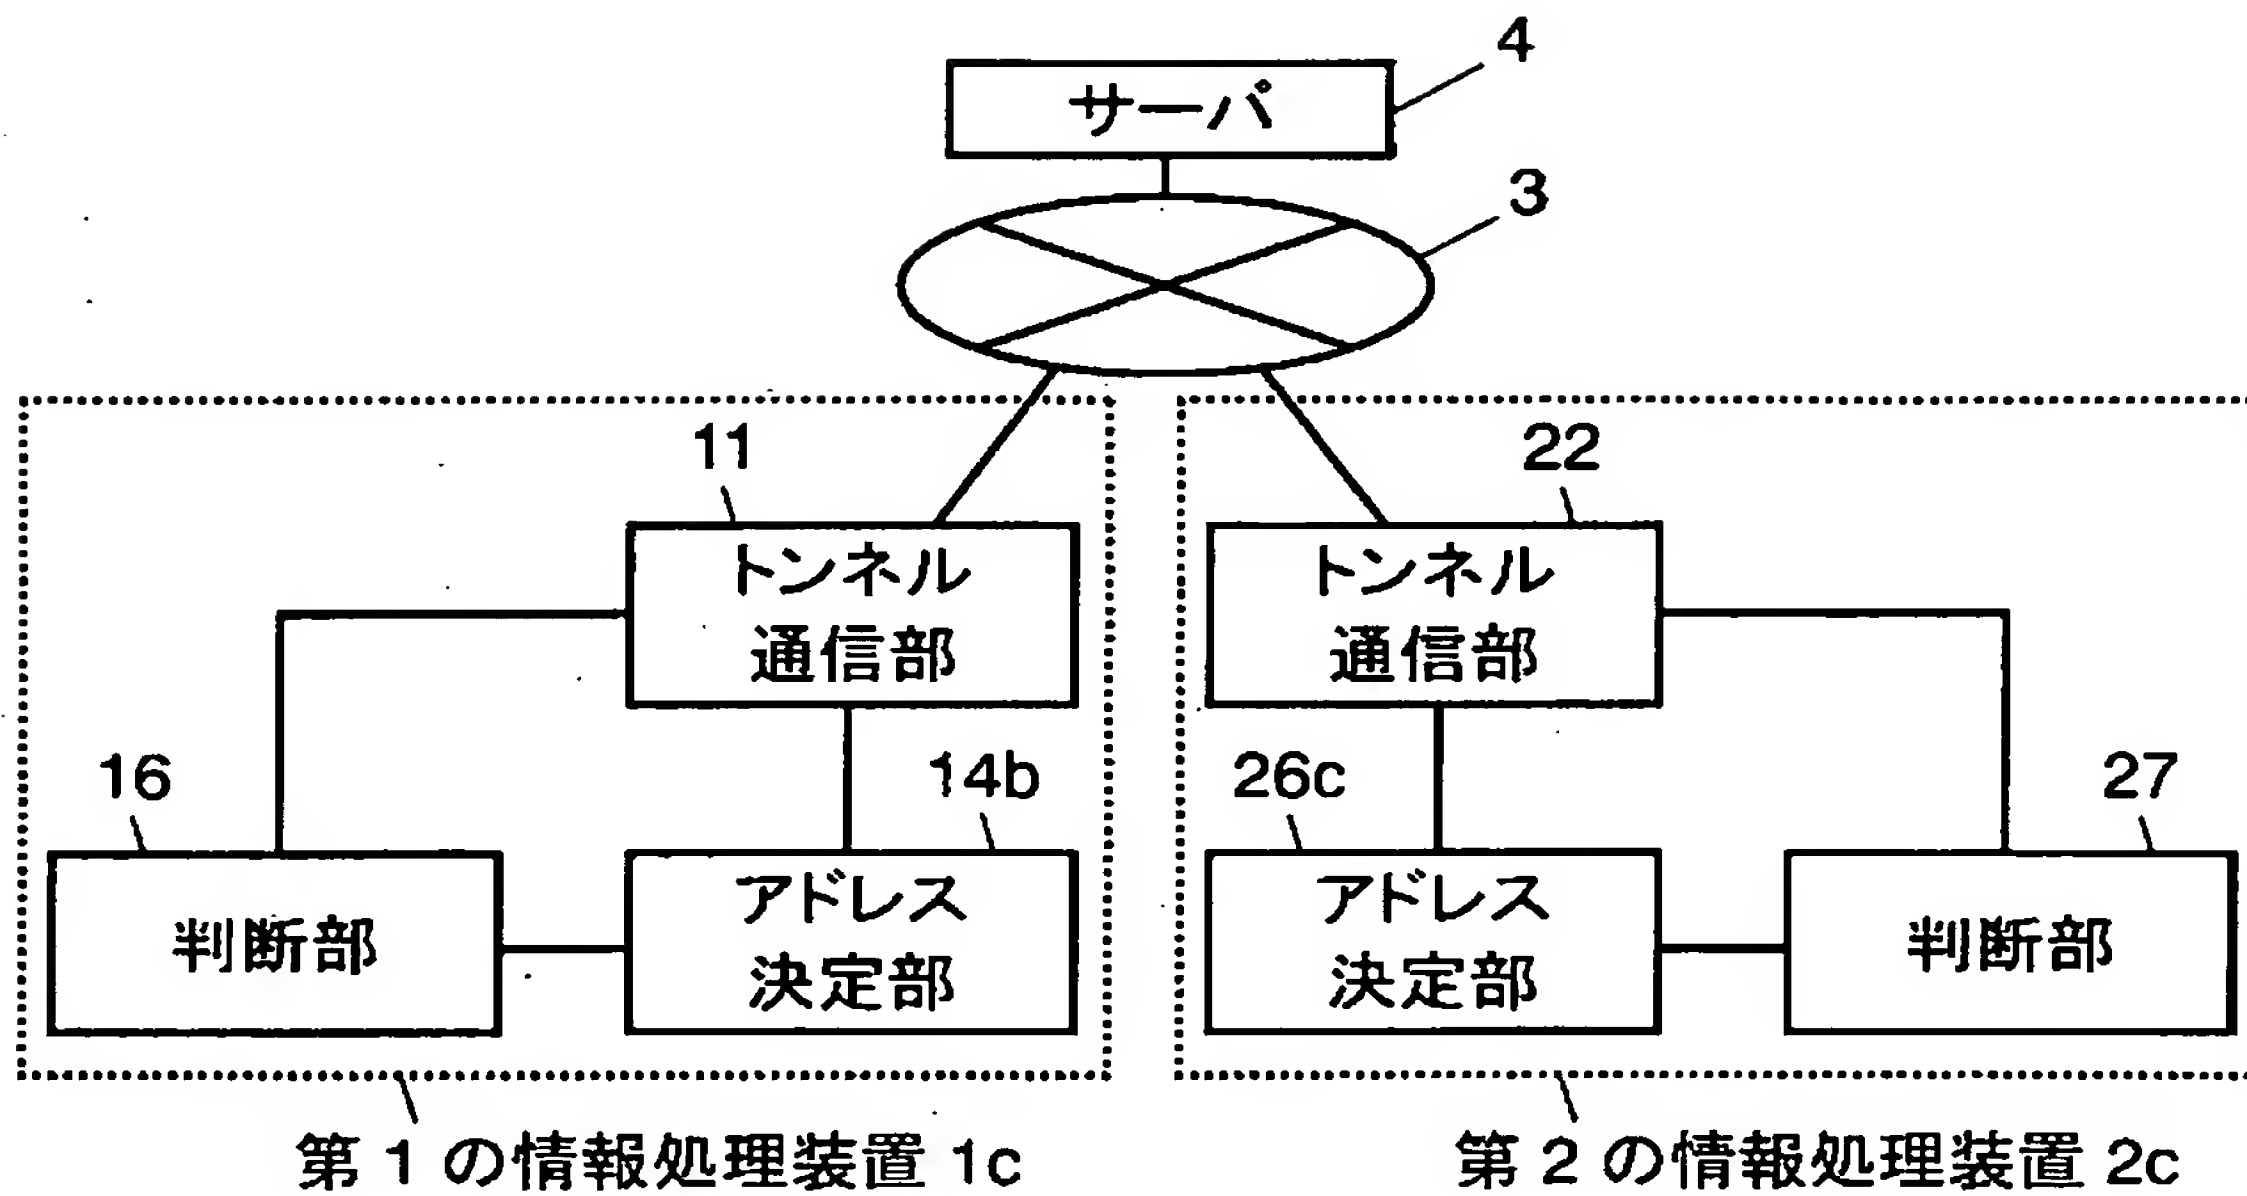 4
サーバ
3
11
22
トンネル
通信部
トンネル
通信部
16
14b
26c
27
判断部
アドレス
決定部
アドレス
決定部
判断部
第1の情報処理装置 1c
第2の情報処理装置 2c